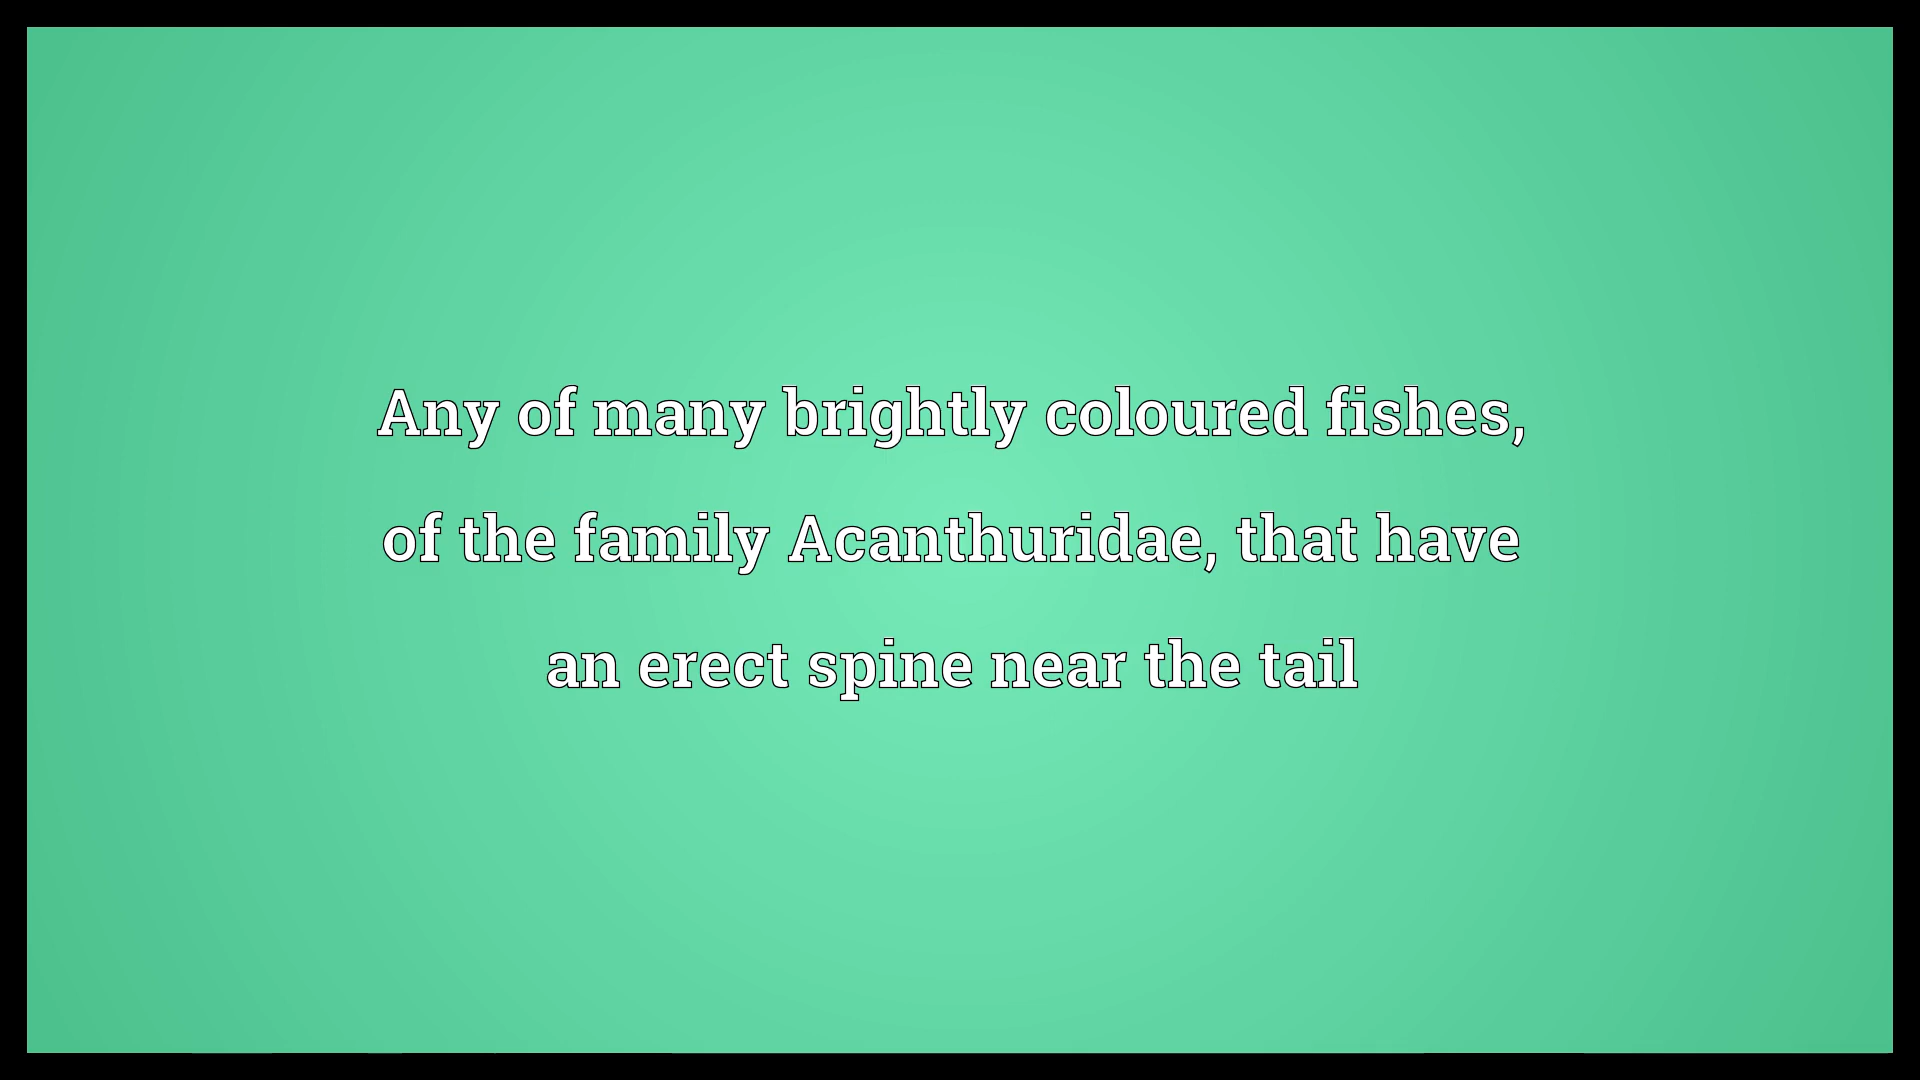 Any of many brightly coloured fishes,
of the family Acanthuridae, that have
an erect spine near the tail